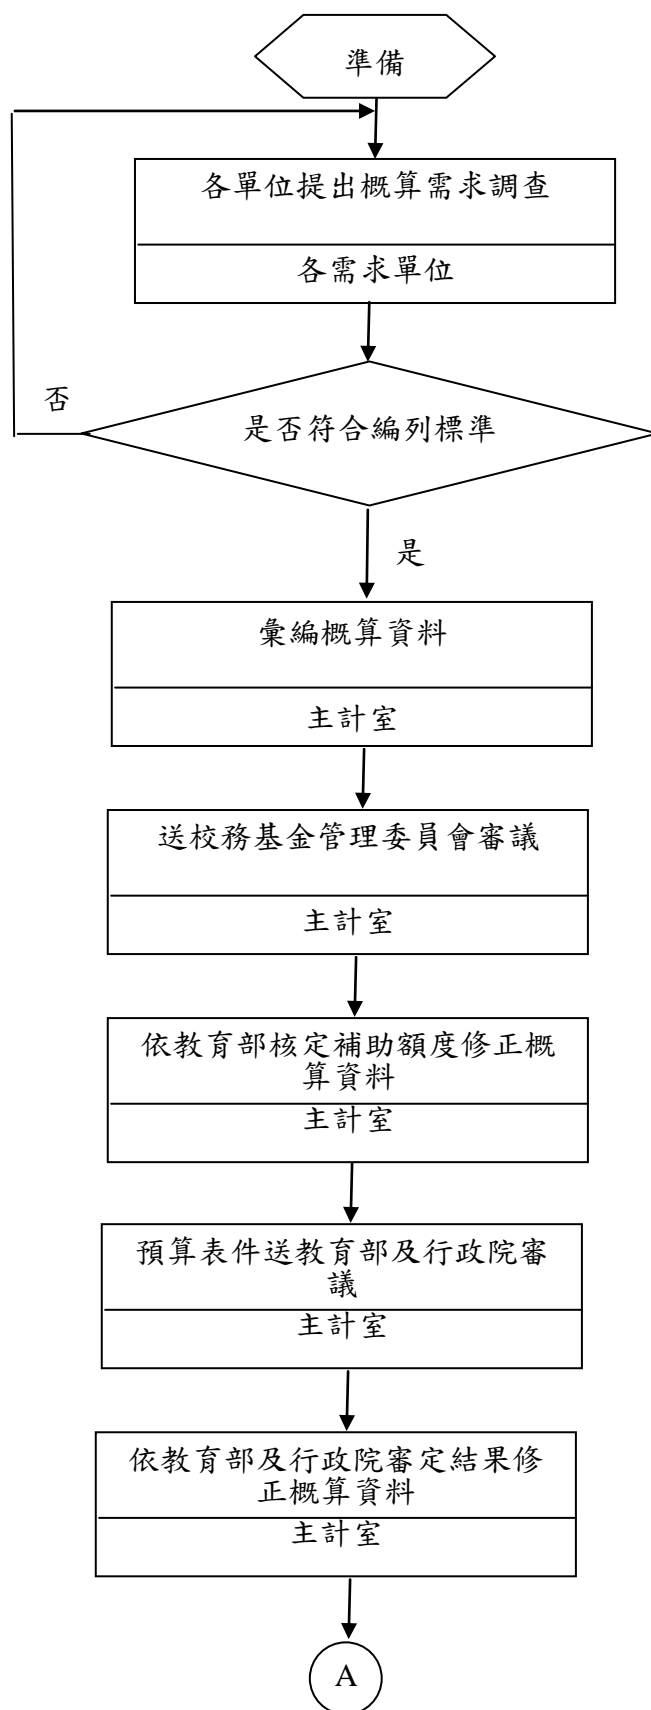 準備
各單位提出概算需求調查
各需求單位
否
是否符合編列標準
是
彙編概算資料
主計室
送校務基金管理委員會審議
主計室
依教育部核定補助額度修正概
算資料
主計室
預算表件送教育部及行政院審
議
主計室
依教育部及行政院審定結果修
正概算資料
主計室
A